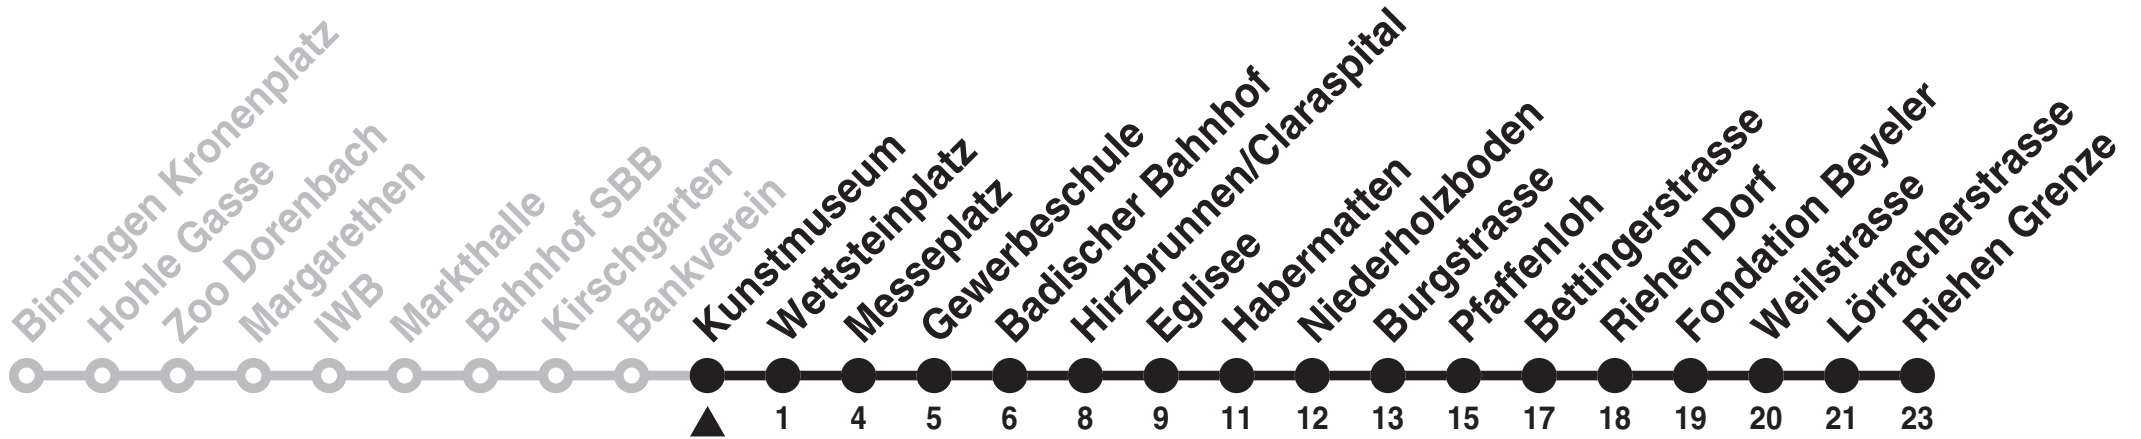 Binningen Kronenplatz
Hohle Gasse
Zoo Dorenbach
Margarethen
IWB
Markthalle
Bahnhof SBB
Kirschgarten
Bankverein
Kunstmuseum
Wettsteinplatz
Messeplatz
Gewerbeschule
Badischer Bahnhof
Hirzbrunnen/Claraspital
Eglisee
Habermatten
Niederholzboden
Burgstrasse
Pfaffenloh
Bettingerstrasse
Riehen Dorf
Fondation Beyeler
Weilstrasse
Lörracherstrasse
Riehen Grenze
1 4 5 6 8 9 11 12 13 15 17 18 19 20 21 23